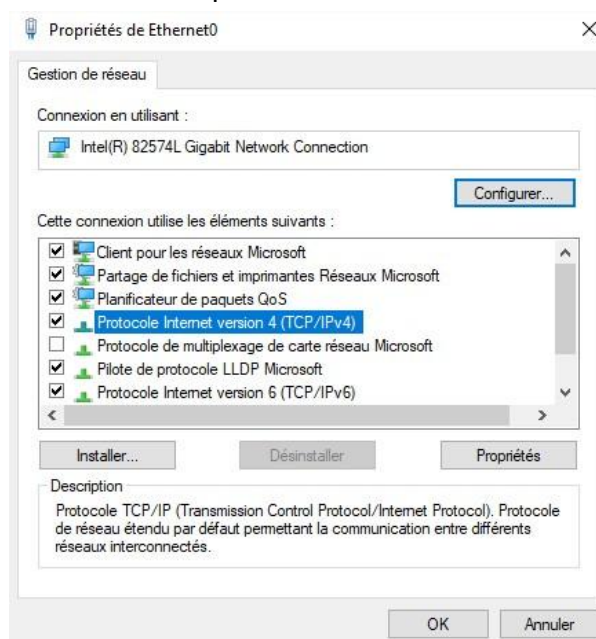 Propriétés de Ethernet0
Gestion de réseau
Connexion en utilisant :
Intel(R) 82574L Gigabit Network Connection
Configurer...
Cette connexion utilise les éléments suivants :
Client pour les réseaux Microsoft
Partage de fichiers et imprimantes Réseaux Microsoft
Planificateur de paquets QoS
Protocole Internet version 4 (TCP/IPv4)
Protocole de multiplexage de carte réseau Microsoft
Pilote de protocole LLDP Microsoft
Protocole Internet version 6 (TCP/IPv6)
Installer...
Désinstaller
Propriétés
Description
Protocole TCP/IP (Transmission Control Protocol/Internet Protocol). Protocole
de réseau étendu par défaut permettant la communication entre différents
réseaux interconnectés.
OK
Annuler